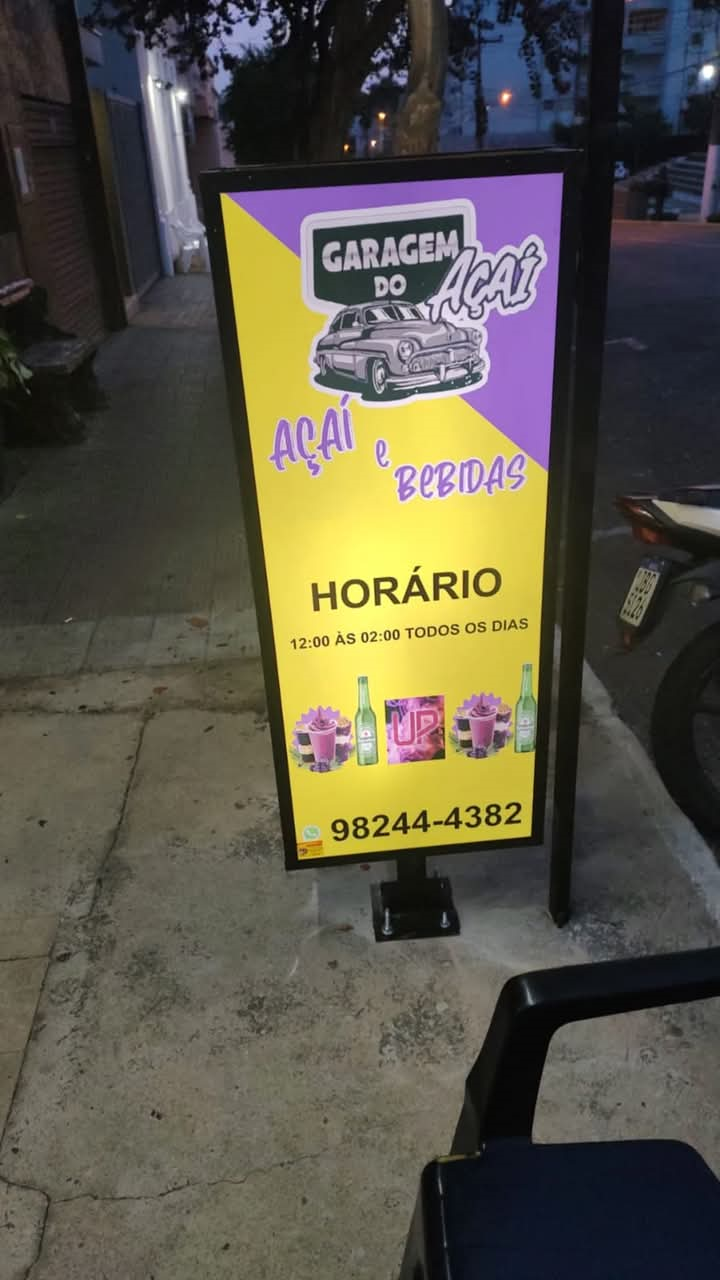 GARAGEM
DO AÇAÍ
AÇAÍ e BEBIDAS
HORÁRIO
12:00 ÀS 02:00 TODOS OS DIAS
UP
98244-4382